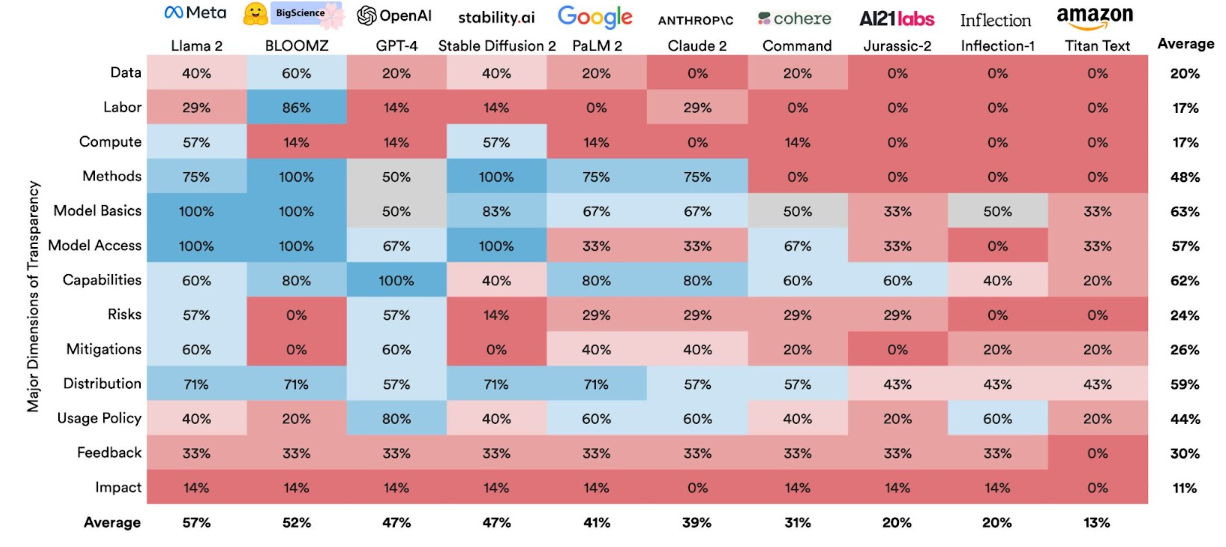 Meta BigScience OpenAI stability.ai Google ANTHROP\C cohere AI21labs Inflection amazon
Llama 2 BLOOMZ GPT-4 Stable Diffusion 2 PaLM 2 Claude 2 Command Jurassic-2 Inflection-1 Titan Text Average
Major Dimensions of Transparency
Data 40% 60% 20% 40% 20% 0% 20% 0% 0% 0% 20%
Labor 29% 86% 14% 14% 0% 29% 0% 0% 0% 0% 17%
Compute 57% 14% 14% 57% 14% 0% 14% 0% 0% 0% 17%
Methods 75% 100% 50% 100% 75% 75% 0% 0% 0% 0% 48%
Model Basics 100% 100% 50% 83% 67% 67% 50% 33% 50% 33% 63%
Model Access 100% 100% 67% 100% 33% 33% 67% 33% 0% 33% 57%
Capabilities 60% 80% 100% 40% 80% 80% 60% 60% 40% 20% 62%
Risks 57% 0% 57% 14% 29% 29% 29% 29% 0% 0% 24%
Mitigations 60% 0% 60% 0% 40% 40% 20% 0% 20% 20% 26%
Distribution 71% 71% 57% 71% 71% 57% 57% 43% 43% 43% 59%
Usage Policy 40% 20% 80% 40% 60% 60% 40% 20% 60% 20% 44%
Feedback 33% 33% 33% 33% 33% 33% 33% 33% 33% 0% 30%
Impact 14% 14% 14% 14% 14% 0% 14% 14% 14% 0% 11%
Average 57% 52% 47% 47% 41% 39% 31% 20% 20% 13%